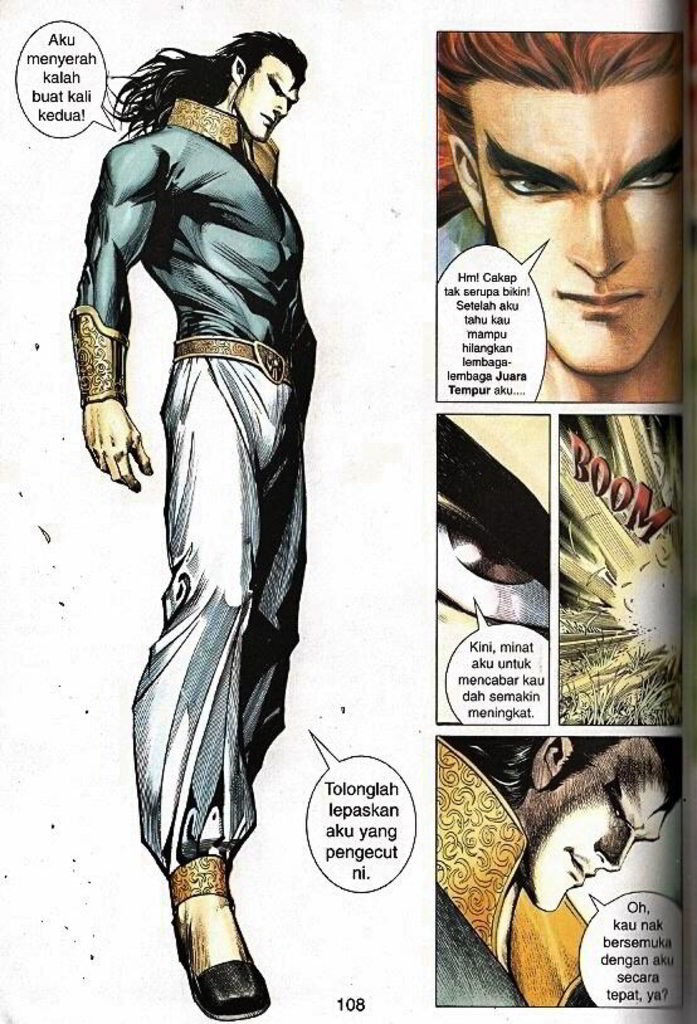 Aku
menyerah
kalah
buat kali
kedua!
Tolonglah
lepaskan
aku yang
pengecut
ni.
Hm! Cakap
tak serupa bikin!
Setelah aku
tahu kau
mampu
hilangkan
lembaga-
lembaga Juara
Tempur aku....
Kini, minat
aku untuk
mencabar kau
dah semakin
meningkat.
BOOM
Oh,
kau nak
bersemuka
dengan aku
secara
tepat, ya?
108